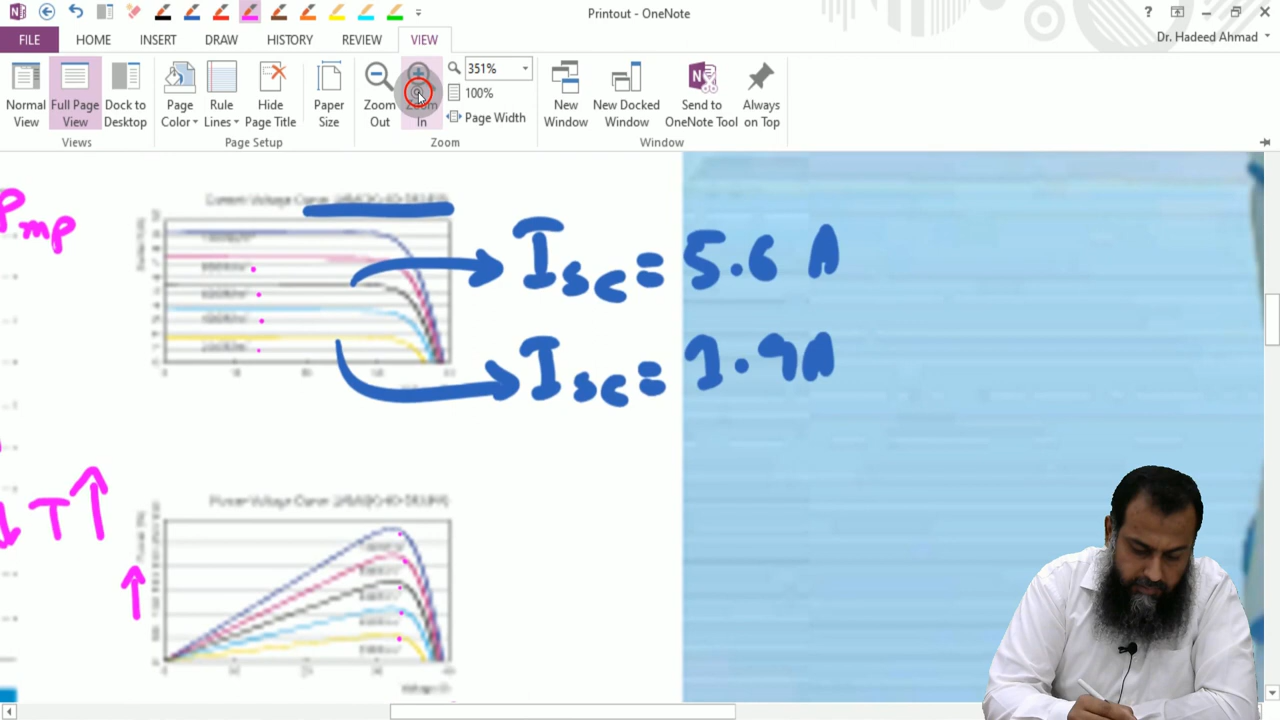 Printout - OneNote
Dr. Hadeed Ahmad
FILE HOME INSERT DRAW HISTORY REVIEW VIEW
Normal View
Full Page View
Dock to Desktop
Views
Page Color
Rule Lines
Hide Page Title
Page Setup
Paper Size
Zoom Out
Zoom In
351%
100%
Page Width
Zoom
New Window
New Docked Window
Send to OneNote Tool
Always on Top
Window
Pmp
Isc = 5.6 A
Isc = 1.9A
↓ T ↑
↑